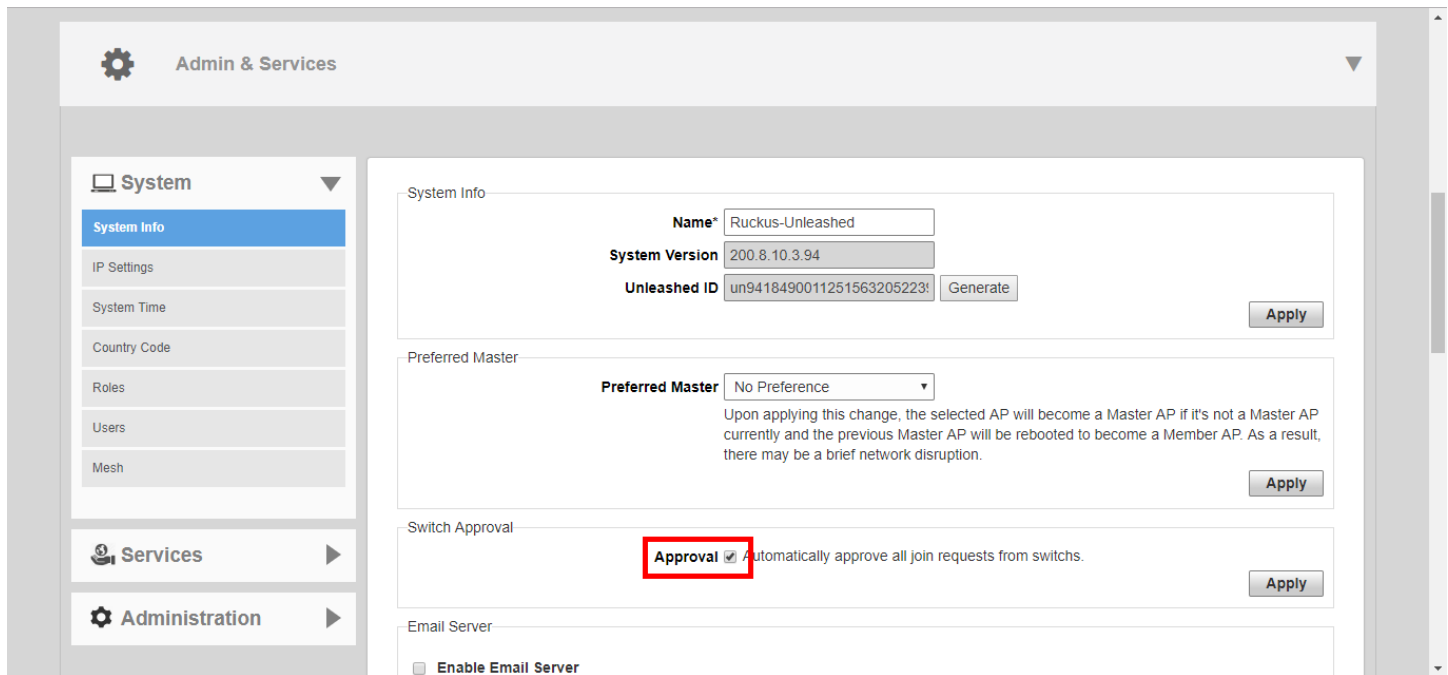 Admin & Services
System
System Info
IP Settings
System Time
Country Code
Roles
Users
Mesh
Services
Administration
System Info
Name* Ruckus-Unleashed
System Version 200.8.10.3.94
Unleashed ID un9418490011251563205223 Generate
Apply
Preferred Master
Preferred Master No Preference
Upon applying this change, the selected AP will become a Master AP if it's not a Master AP
currently and the previous Master AP will be rebooted to become a Member AP. As a result,
there may be a brief network disruption.
Apply
Switch Approval
Approval Automatically approve all join requests from switchs.
Apply
Email Server
Enable Email Server